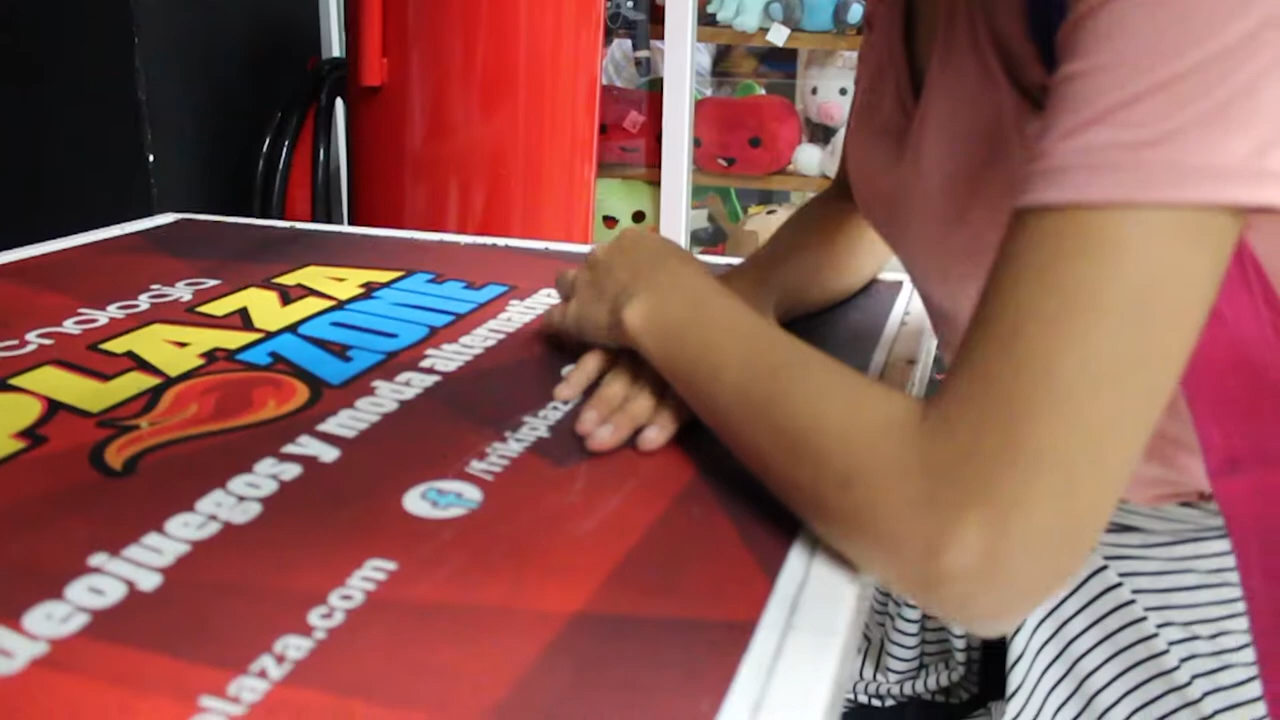 cnología
PLAZA
ZONE
deojuegos y moda alternativa
/frikiplaz
plaza.com